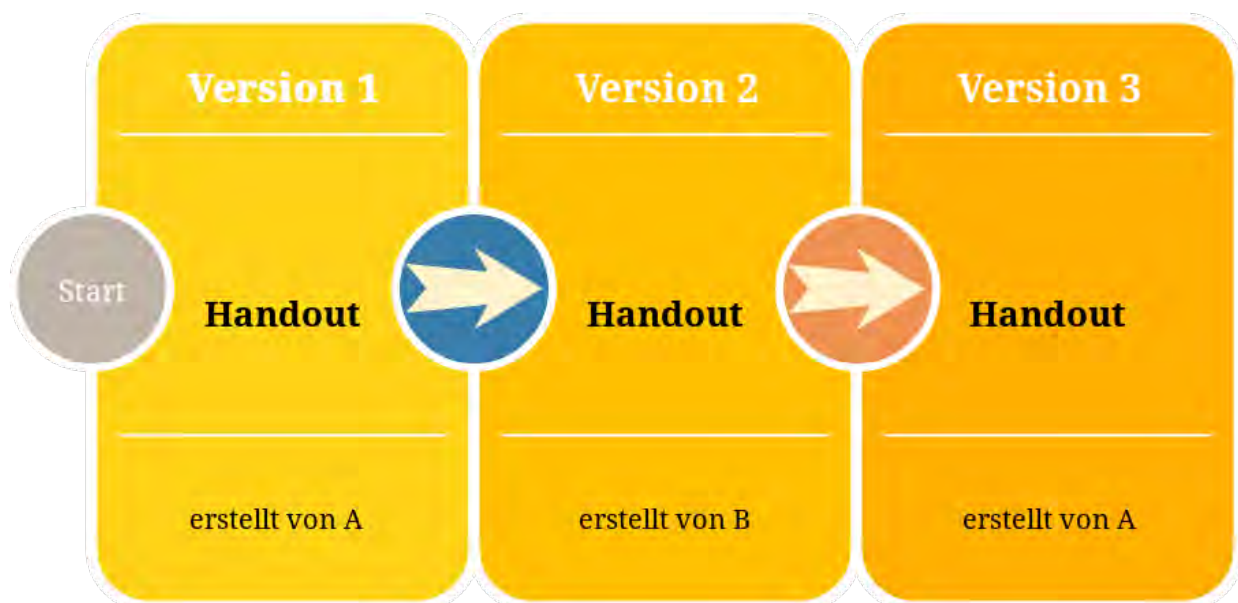 Version 1
Version 2
Version 3
Start
Handout
Handout
Handout
erstellt von A
erstellt von B
erstellt von A